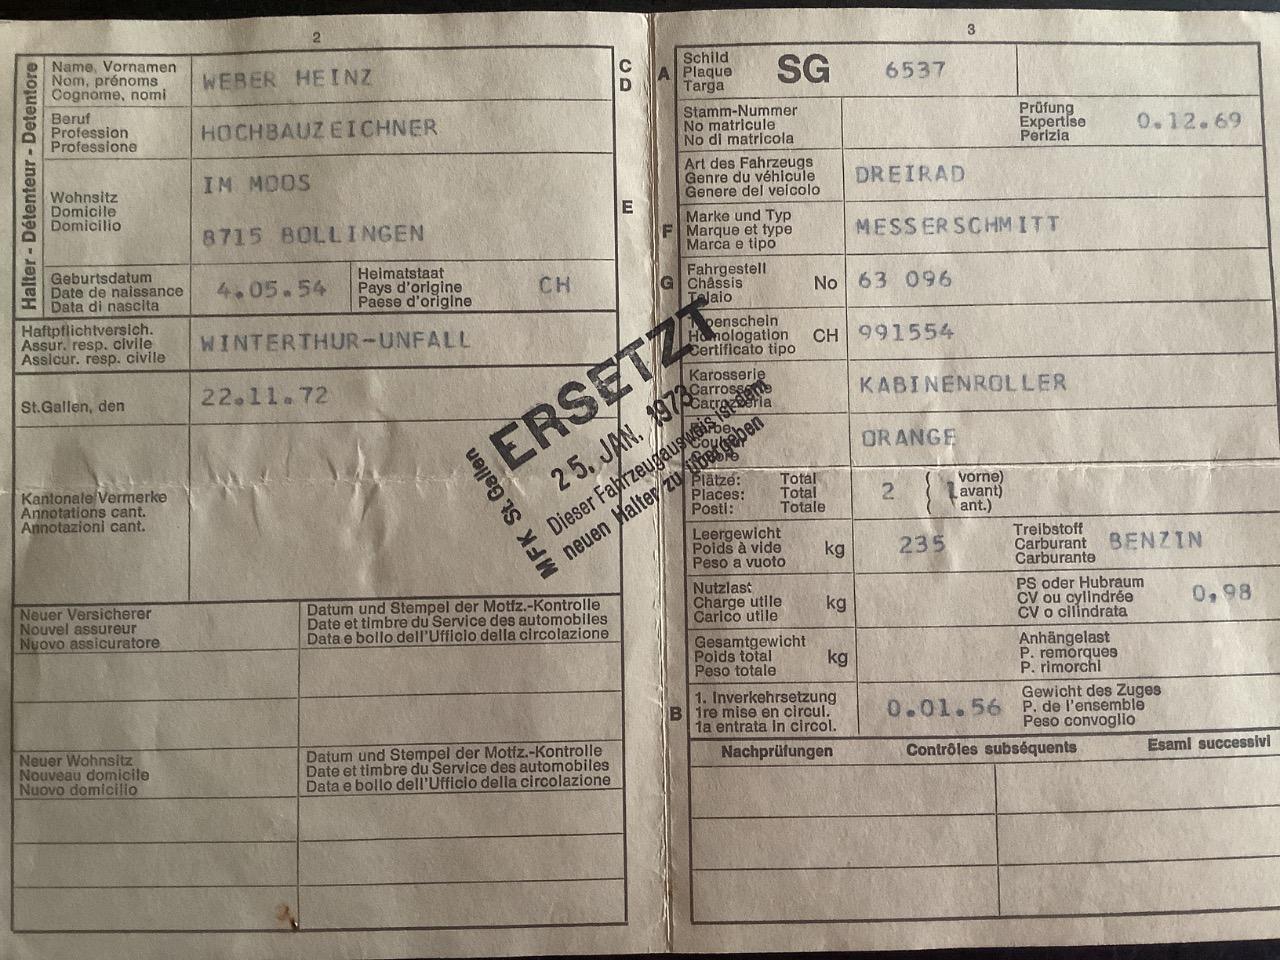 2
Halter - Détenteur - Detentore
Name, Vornamen
Nom, prénoms
Cognome, nomi
WEBER HEINZ
C
D
Beruf
Profession
Professione
HOCHBAUZEICHNER
Wohnsitz
Domicile
Domicilio
IM MOOS
8715 BOLLINGEN
E
Geburtsdatum
Date de naissance
Data di nascita
4.05.54
Heimatstaat
Pays d'origine
Paese d'origine
CH
Haftpflichtversich.
Assur. resp. civile
Assicur. resp. civile
WINTERTHUR-UNFALL
St.Gallen, den
22.11.72
Kantonale Vermerke
Annotations cant.
Annotazioni cant.
MFK St. Gallen
ERSETZT
25. JAN. 1973
Dieser Fahrzeugausweis ist dem
neuen Halter zu übergeben
Neuer Versicherer
Nouvel assureur
Nuovo assicuratore
Datum und Stempel der Motfz.-Kontrolle
Date et timbre du Service des automobiles
Data e bollo dell'Ufficio della circolazione
Neuer Wohnsitz
Nouveau domicile
Nuovo domicilio
Datum und Stempel der Motfz.-Kontrolle
Date et timbre du Service des automobiles
Data e bollo dell'Ufficio della circolazione
3
A
Schild
Plaque
Targa
SG 6537
Stamm-Nummer
No matricule
No di matricola
Prüfung
Expertise
Perizia
0.12.69
Art des Fahrzeugs
Genre du véhicule
Genere del veicolo
DREIRAD
F
Marke und Typ
Marque et type
Marca e tipo
MESSERSCHMITT
G
Fahrgestell
Châssis No
Telaio
63 096
Typenschein
Homologation CH
Certificato tipo
991554
Karosserie
Carrosserie
Carrozzeria
KABINENROLLER
Farbe
Couleur
Colore
ORANGE
Plätze: Total
Places: Total
Posti: Totale
2 ( 1 vorne)
avant)
ant.)
Leergewicht
Poids à vide kg
Peso a vuoto
235
Treibstoff
Carburant
Carburante
BENZIN
Nutzlast
Charge utile kg
Carico utile
PS oder Hubraum
CV ou cylindrée
CV o cilindrata
0,98
Gesamtgewicht
Poids total kg
Peso totale
Anhängelast
P. remorques
P. rimorchi
B
1. Inverkehrsetzung
1re mise en circul.
1a entrata in circol.
0.01.56
Gewicht des Zuges
P. de l'ensemble
Peso convoglio
Nachprüfungen Contrôles subséquents Esami successivi